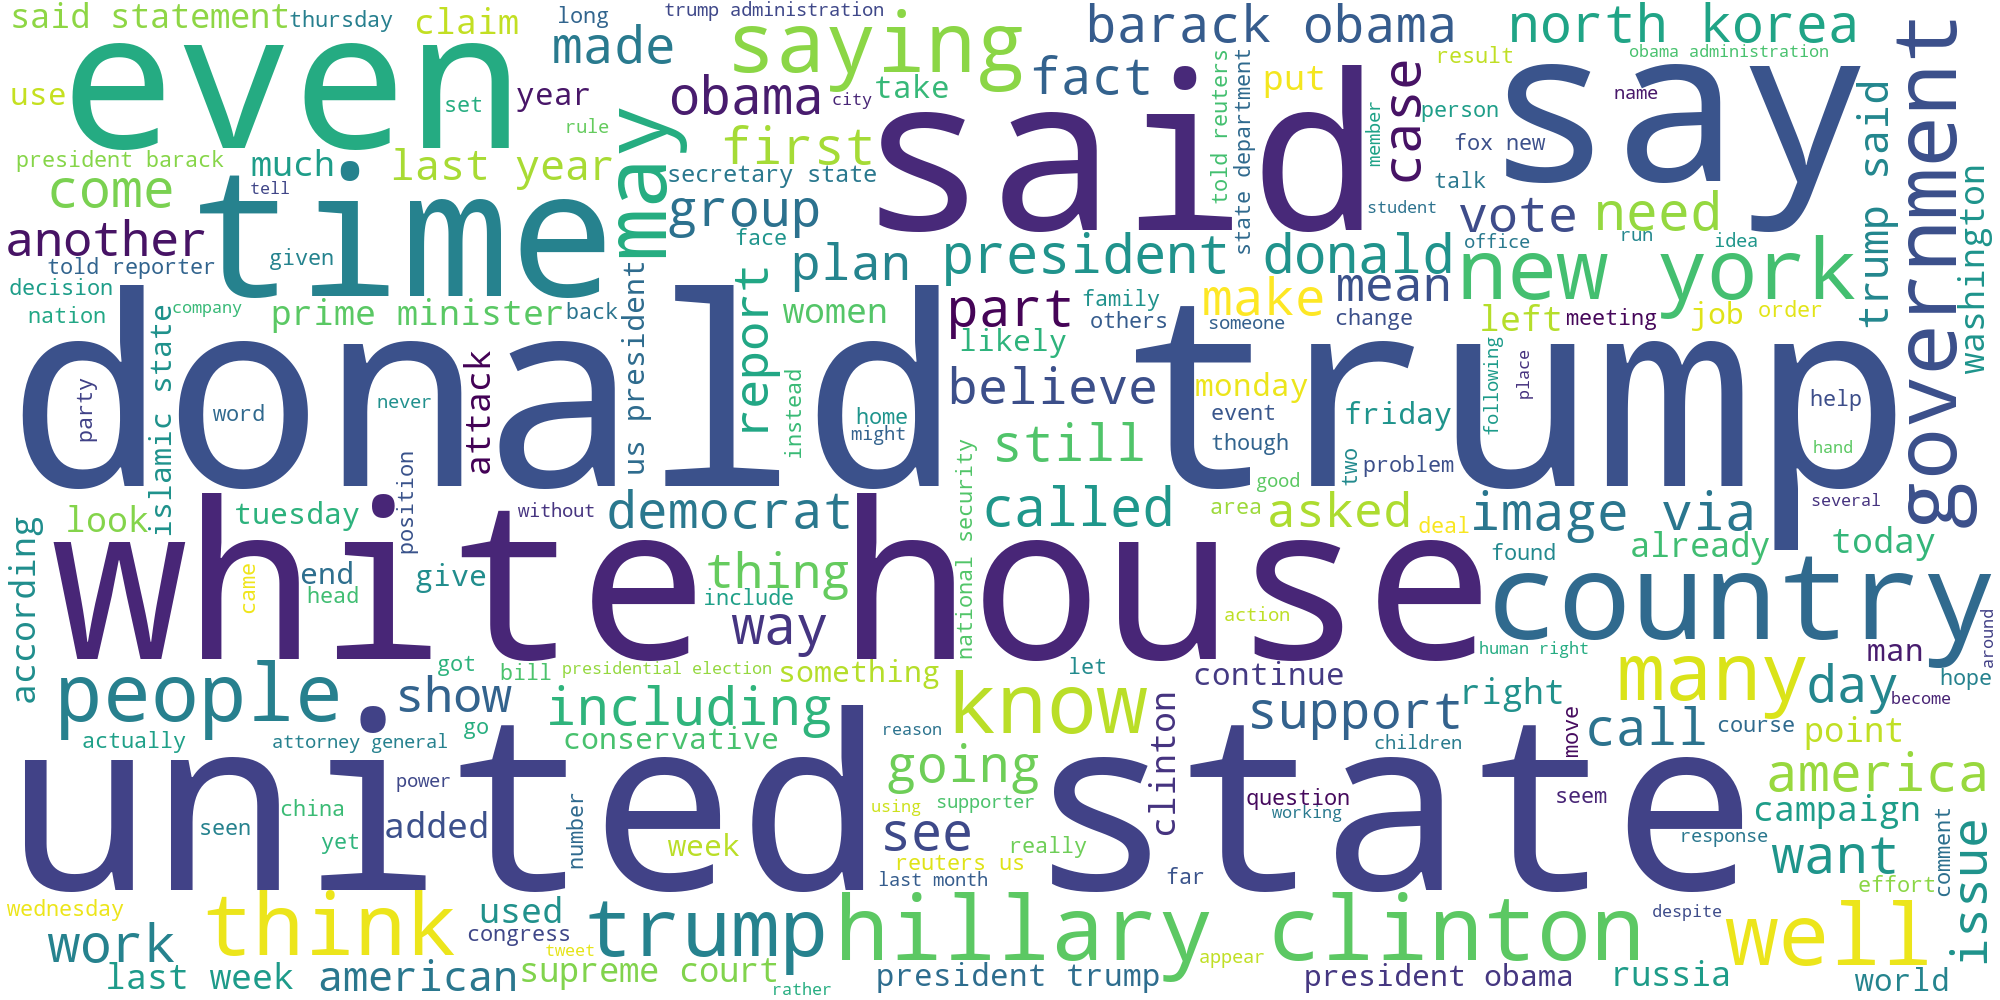 said statement
thursday
claim
long
trump administration
barack obama
north korea
even
made
saying
fact
said
say
government
result
obama administration
use
set
year
rule
obama
city
take
put
case
person
name
told reuters
state department
member
trump said
washington
president barack
much
last year
may
first
secretary state
fox new
talk
come
tell
time
group
student
vote
need
another
told reporter
given
face
plan
president donald
office
run
idea
new york
decision
nation
company
prime minister
back
us president
report
women
part
family
others
likely
make
someone
mean
change
left
meeting
job
order
donald trump
islamic state
attack
party
word
never
instead
home
might
believe
monday
event
though
friday
two
problem
following
place
help
hand
still
good
national security
according
look
tuesday
position
without
democrat
called
area
asked
deal
image via
several
found
already
today
white house
came
end
head
give
thing
include
way
action
country
human right
man
around
people
show
got
bill
presidential election
something
let
continue
right
many
day
hope
become
including
know
support
clinton
move
call
course
point
actually
attorney general
go
conservative
reason
children
going
america
united state
power
china
seen
yet
added
number
week
using
supporter
see
really
reuters us
last month
question
working
seem
far
response
campaign
want
comment
effort
issue
wednesday
think
used
congress
tweet
trump
hillary clinton
appear
despite
well
work
last week
american
supreme court
rather
president trump
president obama
russia
world